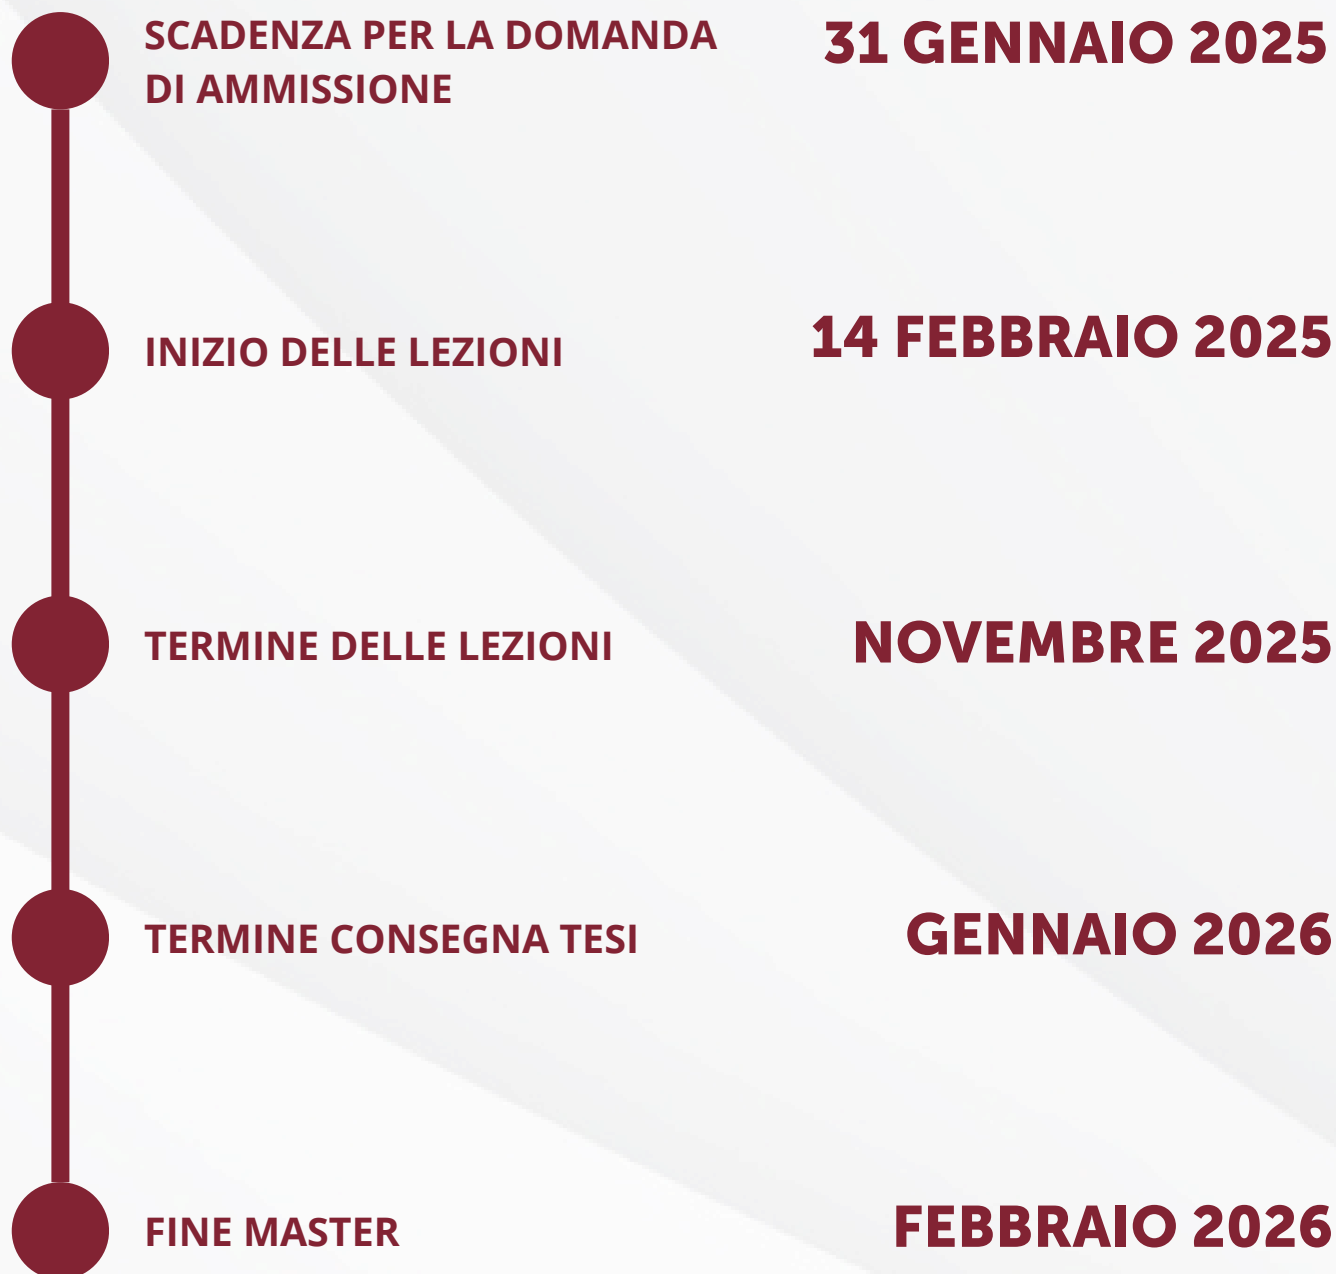 SCADENZA PER LA DOMANDA
DI AMMISSIONE
31 GENNAIO 2025
INIZIO DELLE LEZIONI
14 FEBBRAIO 2025
TERMINE DELLE LEZIONI
NOVEMBRE 2025
TERMINE CONSEGNA TESI
GENNAIO 2026
FINE MASTER
FEBBRAIO 2026